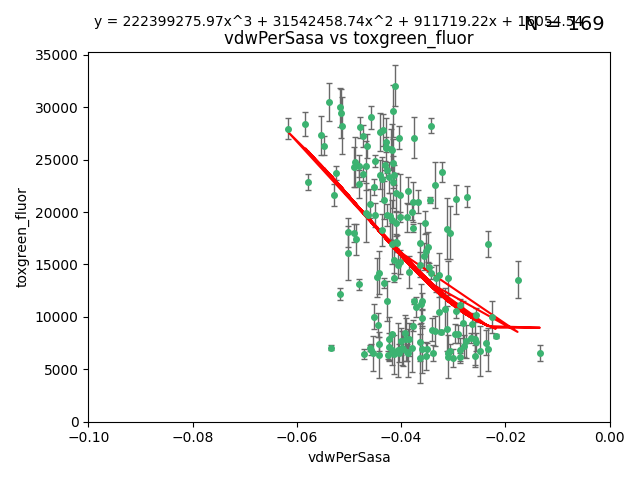 y = 222399275.97x^3 + 31542458.74x^2 + 911719.22x + 16054.54
N = 169
vdwPerSasa vs toxgreen_fluor
35000
30000
25000
20000
15000
10000
5000
0
toxgreen_fluor
−0.10 −0.08 −0.06 −0.04 −0.02 0.00
vdwPerSasa